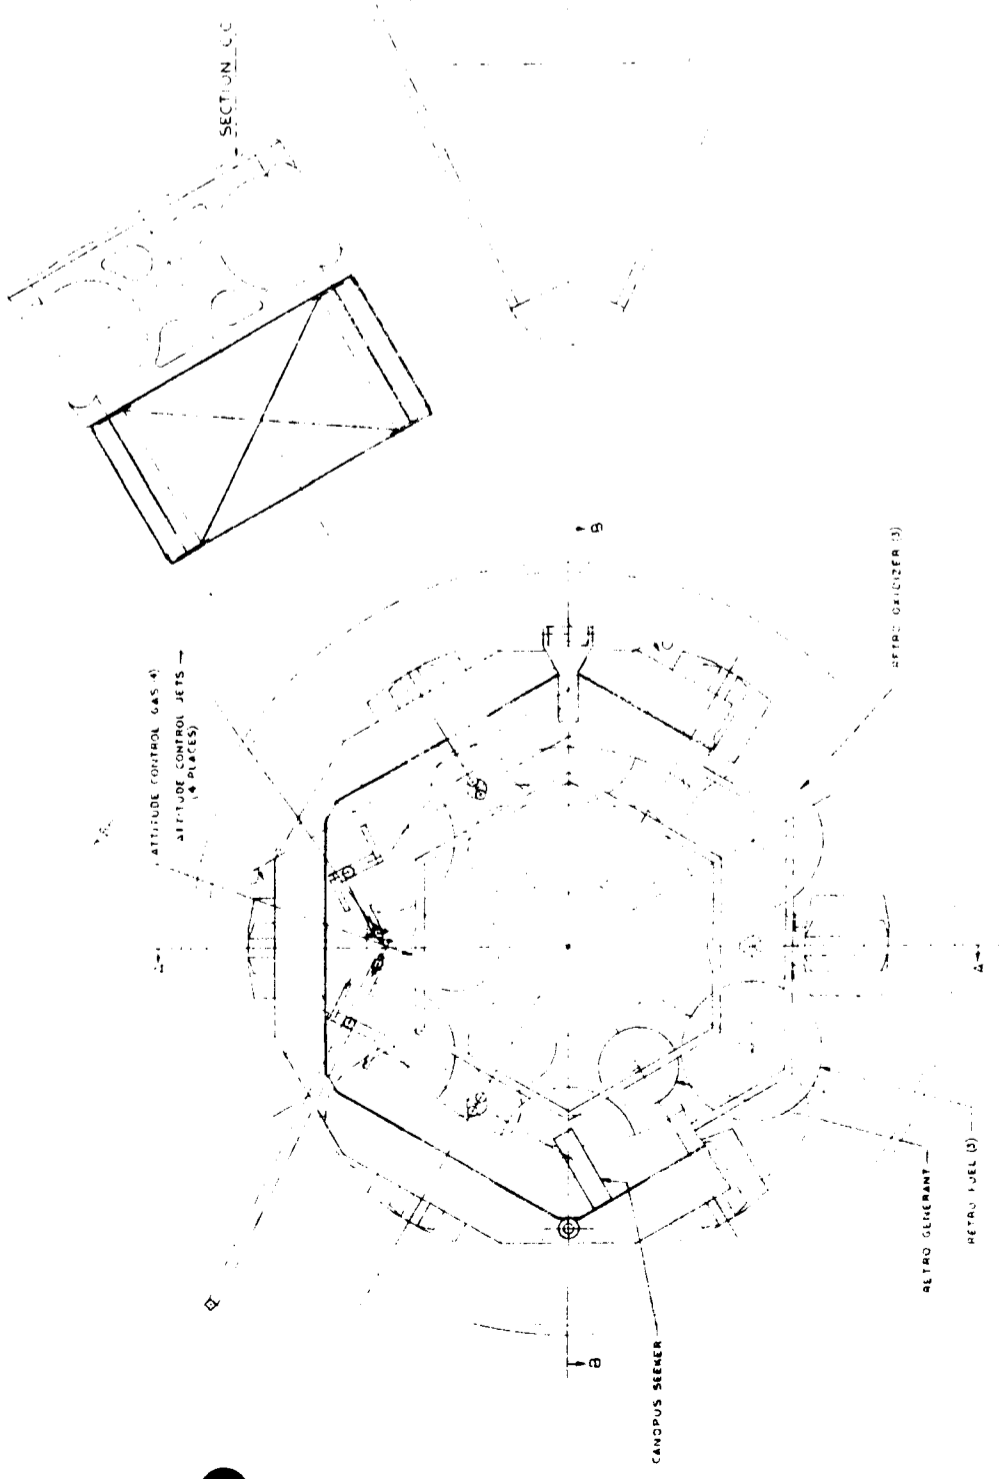 SECTION C-C
ATTITUDE CONTROL GAS (4)
ATTITUDE CONTROL JETS
(4 PLACES)
B
RETRO OXIDIZER (3)
C
A
A
RETRO GENERANT
RETRO FUEL (3)
B
CANOPUS SEEKER